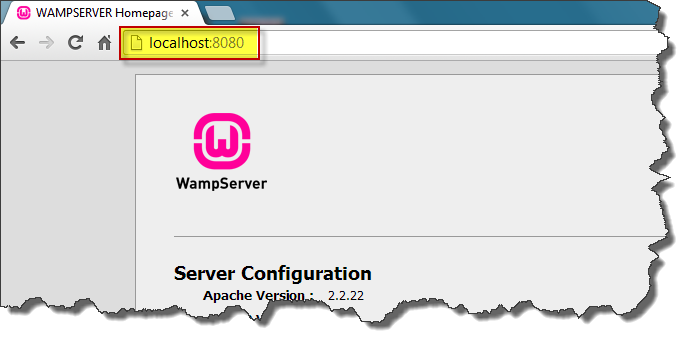 WAMPSERVER Homepage
localhost:8080
WampServer
Server Configuration
Apache Version : 2.2.22